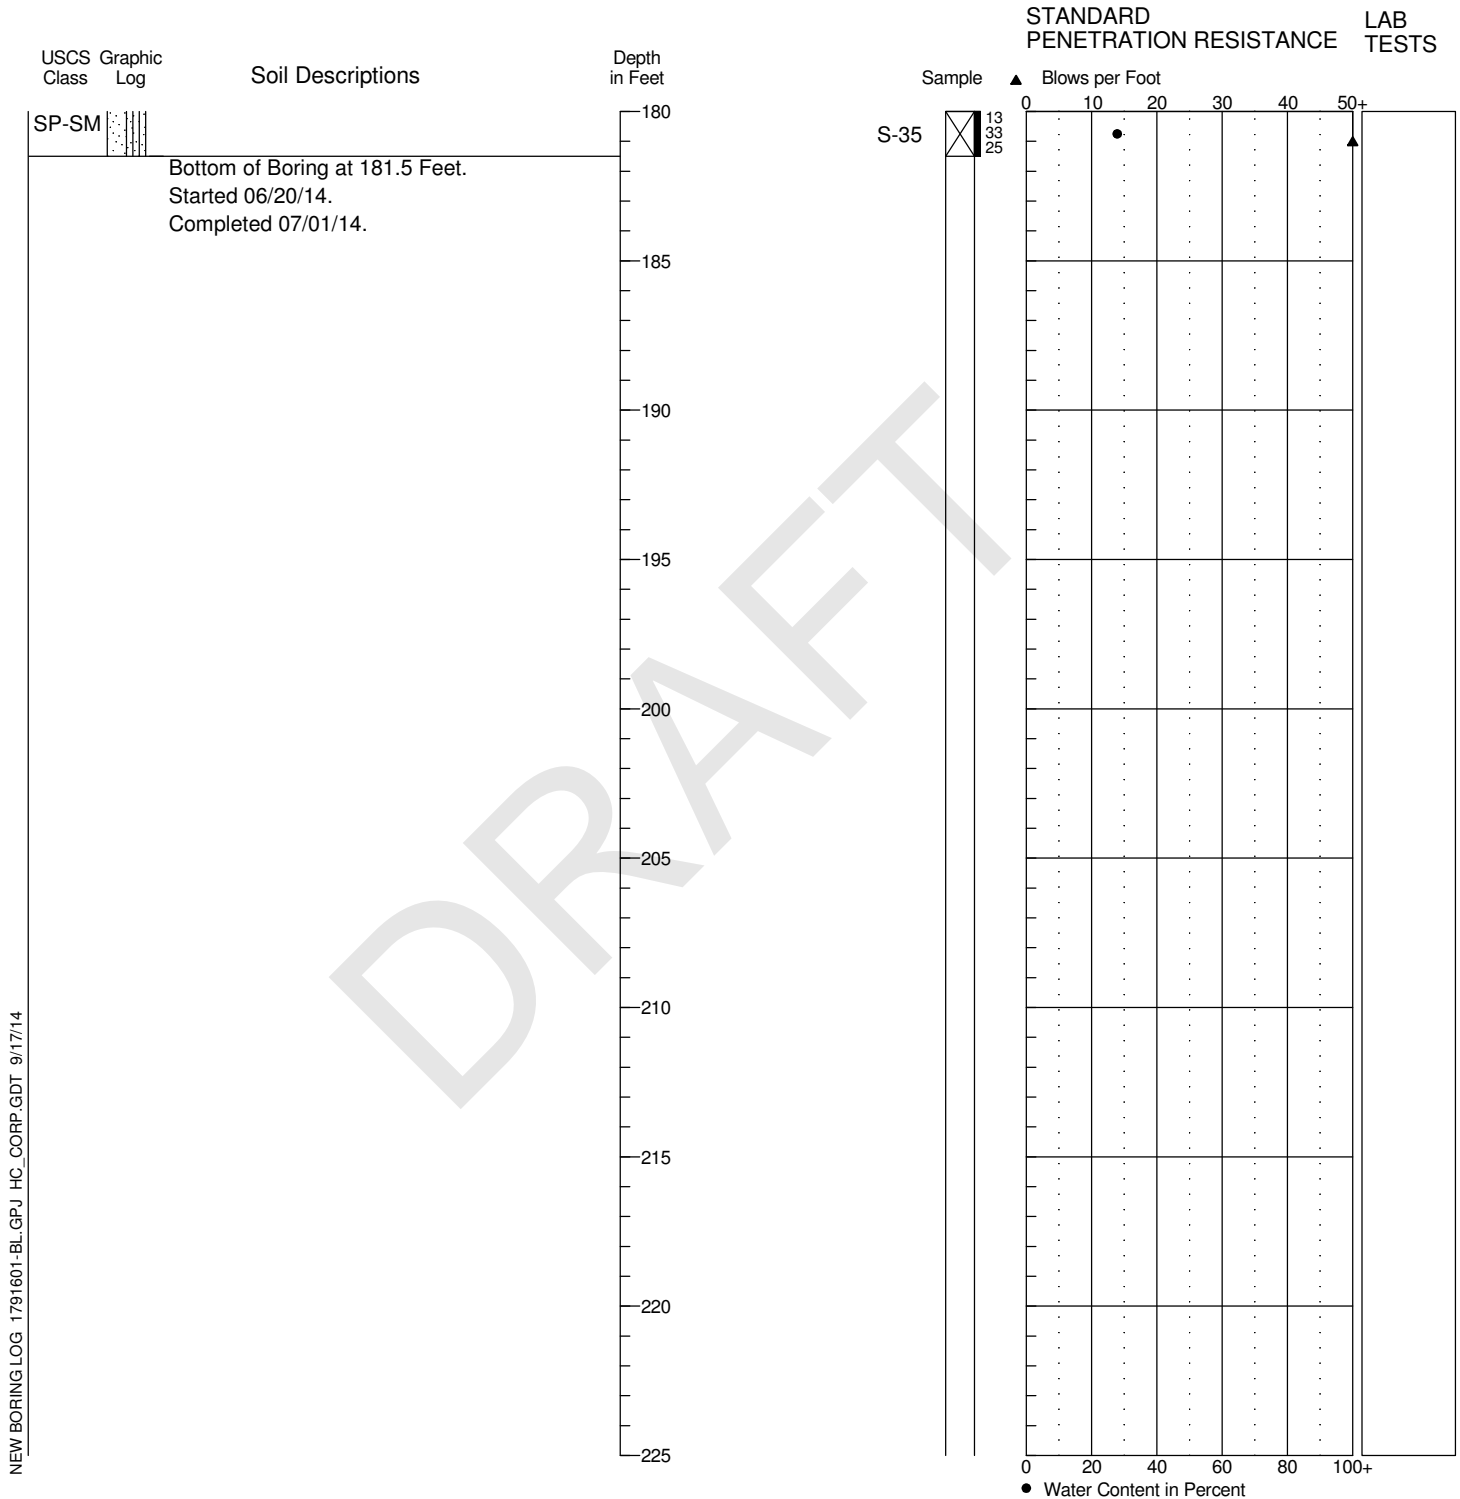 STANDARD
PENETRATION RESISTANCE
LAB
TESTS
USCS Graphic
Class Log
Soil Descriptions
Depth
in Feet
Sample
▲ Blows per Foot
0 10 20 30 40 50+
SP-SM
180
S-35
13
33
25
Bottom of Boring at 181.5 Feet.
Started 06/20/14.
Completed 07/01/14.
185
190
195
200
205
210
215
220
225
DRAFT
0 20 40 60 80 100+
● Water Content in Percent
NEW BORING LOG 1791601-BL.GPJ HC_CORP.GDT 9/17/14